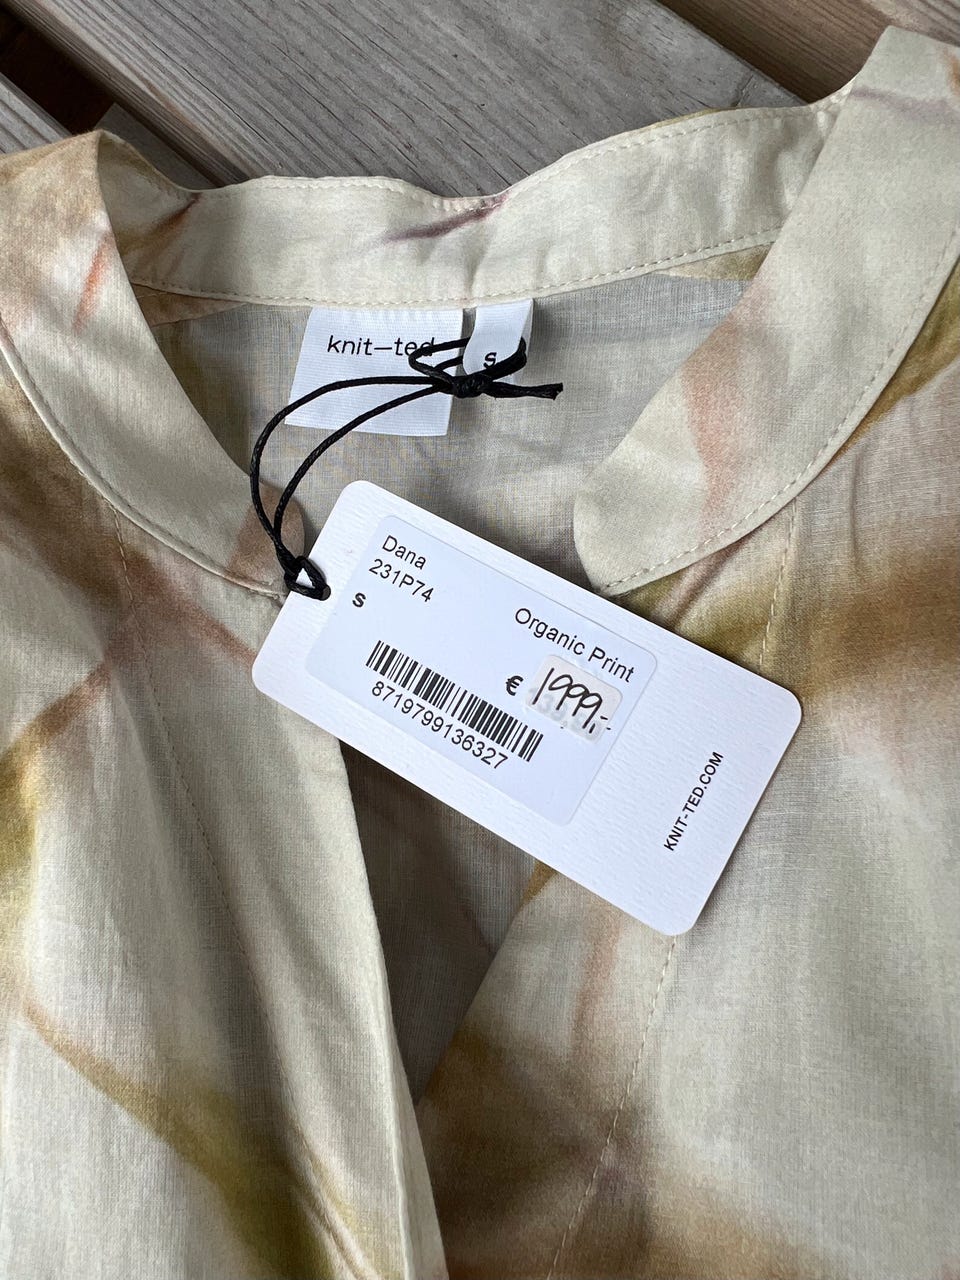 knit–ted
s
Dana
231P74
s
Organic Print
€ 1999,-
8719799136327
KNIT-TED.COM